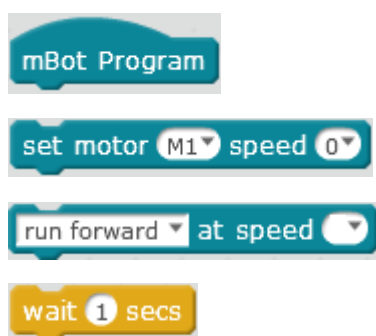 mBot Program
set motor M1 speed 0
run forward at speed
wait 1 secs